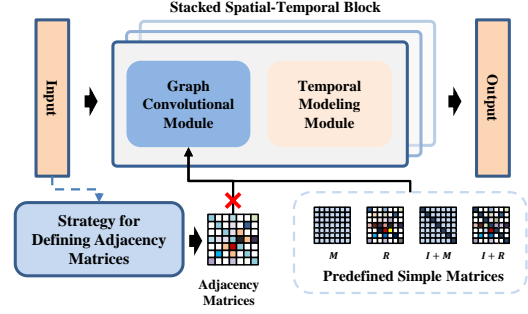 Stacked Spatial-Temporal Block
Input
Graph
Convolutional
Module
Temporal
Modeling
Module
Output
Strategy for
Defining Adjacency
Matrices
Adjacency
Matrices
M
R
I + M
I + R
Predefined Simple Matrices